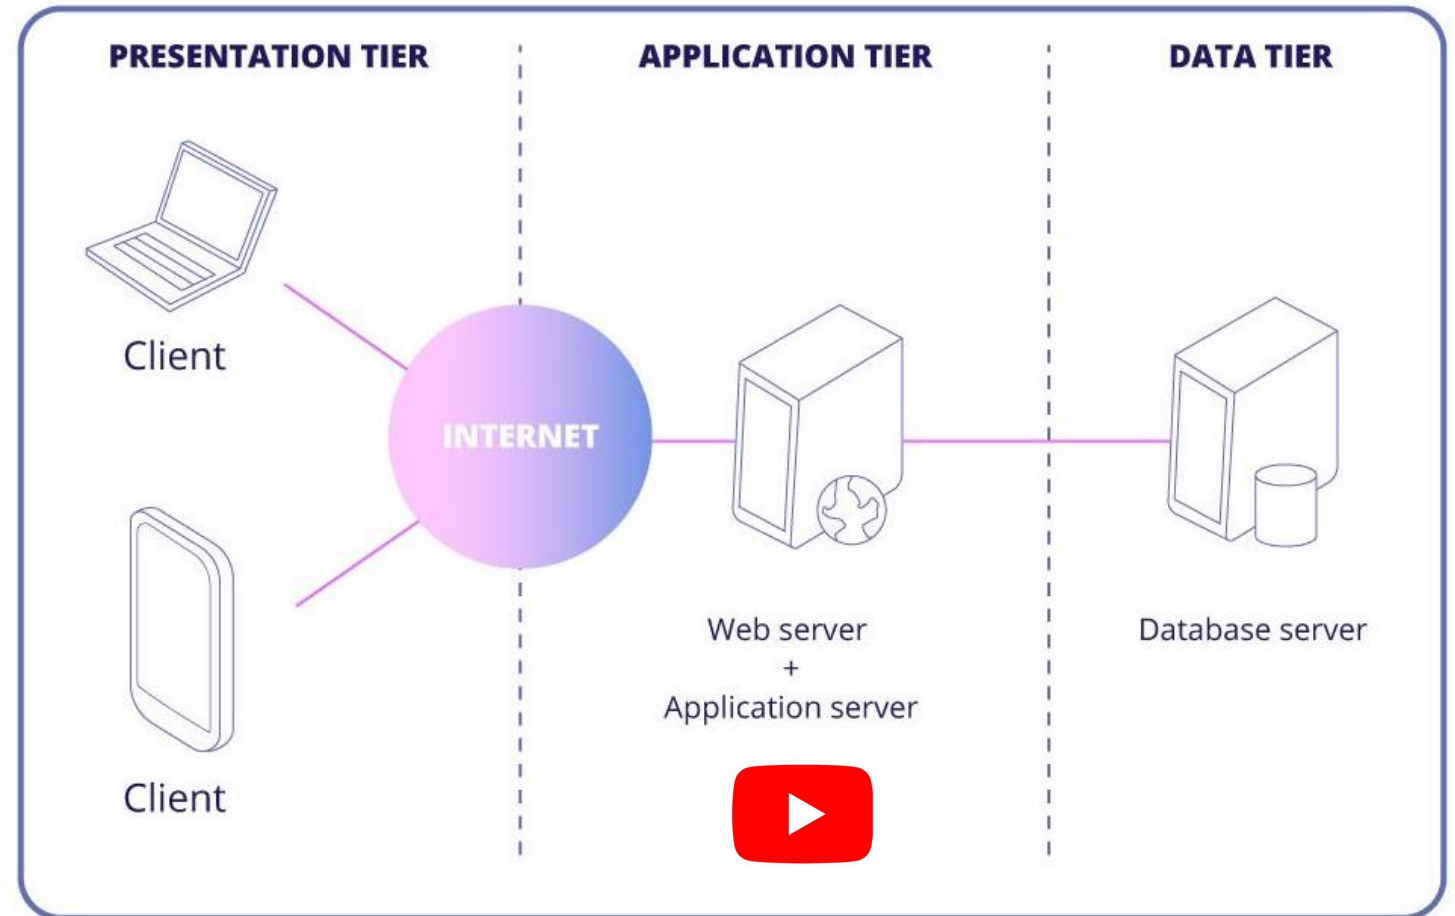 PRESENTATION TIER
APPLICATION TIER
DATA TIER
Client
INTERNET
Client
Web server
+
Application server
Database server